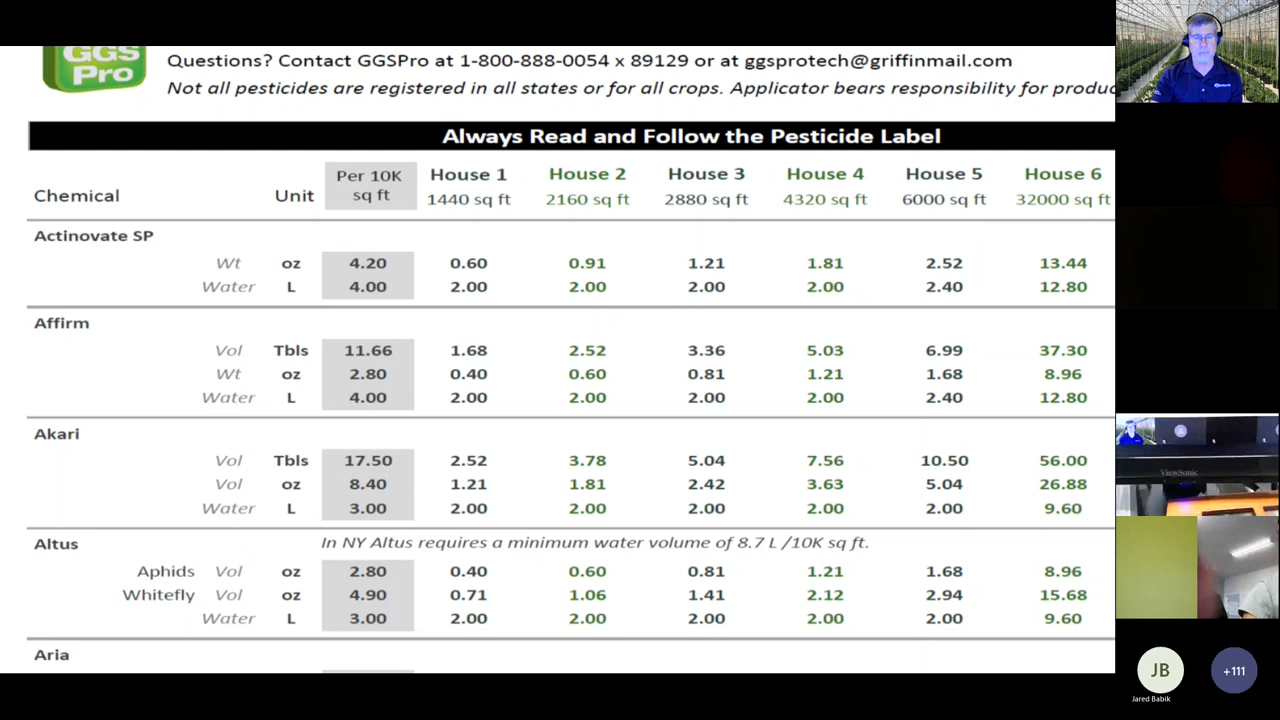 GGS
Pro
Questions? Contact GGSPro at 1-800-888-0054 x 89129 or at ggsprotech@griffinmail.com
Not all pesticides are registered in all states or for all crops. Applicator bears responsibility for produc
Always Read and Follow the Pesticide Label
Chemical Unit Per 10K sq ft House 1 House 2 House 3 House 4 House 5 House 6
1440 sq ft 2160 sq ft 2880 sq ft 4320 sq ft 6000 sq ft 32000 sq ft
Actinovate SP
Wt oz 4.20 0.60 0.91 1.21 1.81 2.52 13.44
Water L 4.00 2.00 2.00 2.00 2.00 2.40 12.80
Affirm
Vol Tbls 11.66 1.68 2.52 3.36 5.03 6.99 37.30
Wt oz 2.80 0.40 0.60 0.81 1.21 1.68 8.96
Water L 4.00 2.00 2.00 2.00 2.00 2.40 12.80
Akari
Vol Tbls 17.50 2.52 3.78 5.04 7.56 10.50 56.00
Vol oz 8.40 1.21 1.81 2.42 3.63 5.04 26.88
Water L 3.00 2.00 2.00 2.00 2.00 2.00 9.60
Altus In NY Altus requires a minimum water volume of 8.7 L /10K sq ft.
Aphids Vol oz 2.80 0.40 0.60 0.81 1.21 1.68 8.96
Whitefly Vol oz 4.90 0.71 1.06 1.41 2.12 2.94 15.68
Water L 3.00 2.00 2.00 2.00 2.00 2.00 9.60
Aria
ViewSonic
JB
+111
Jared Babik